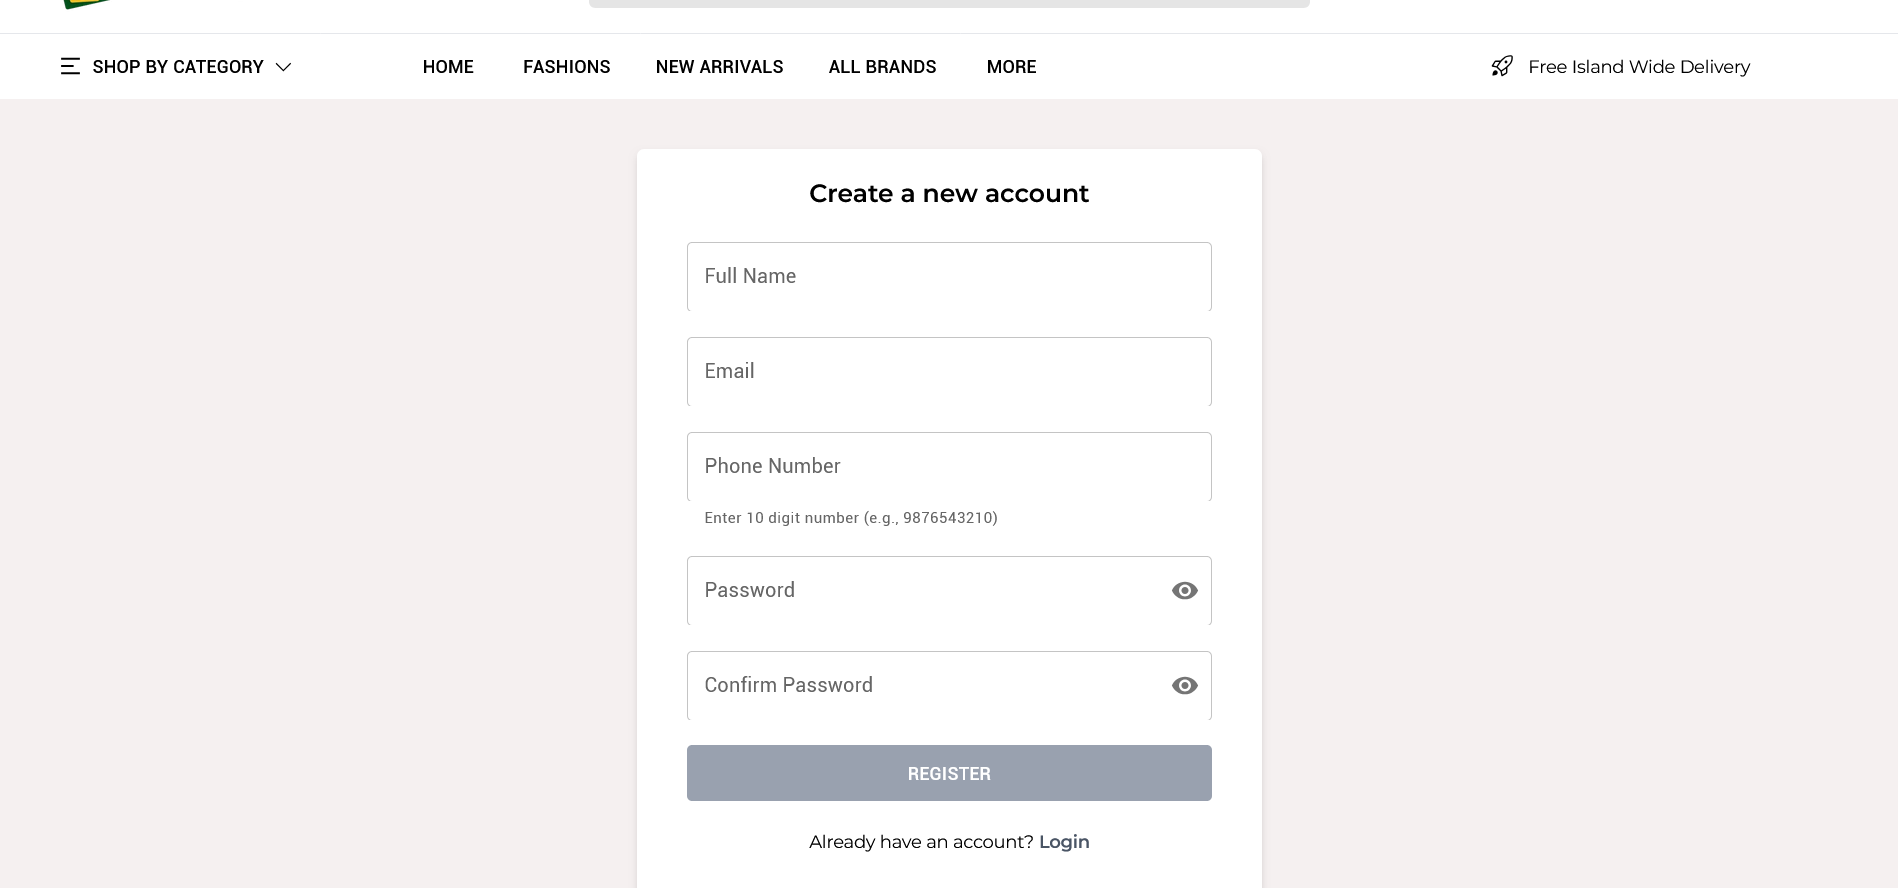 SHOP BY CATEGORY HOME FASHIONS NEW ARRIVALS ALL BRANDS MORE Free Island Wide Delivery
Create a new account
Full Name
Email
Phone Number
Enter 10 digit number (e.g., 9876543210)
Password
Confirm Password
REGISTER
Already have an account? Login